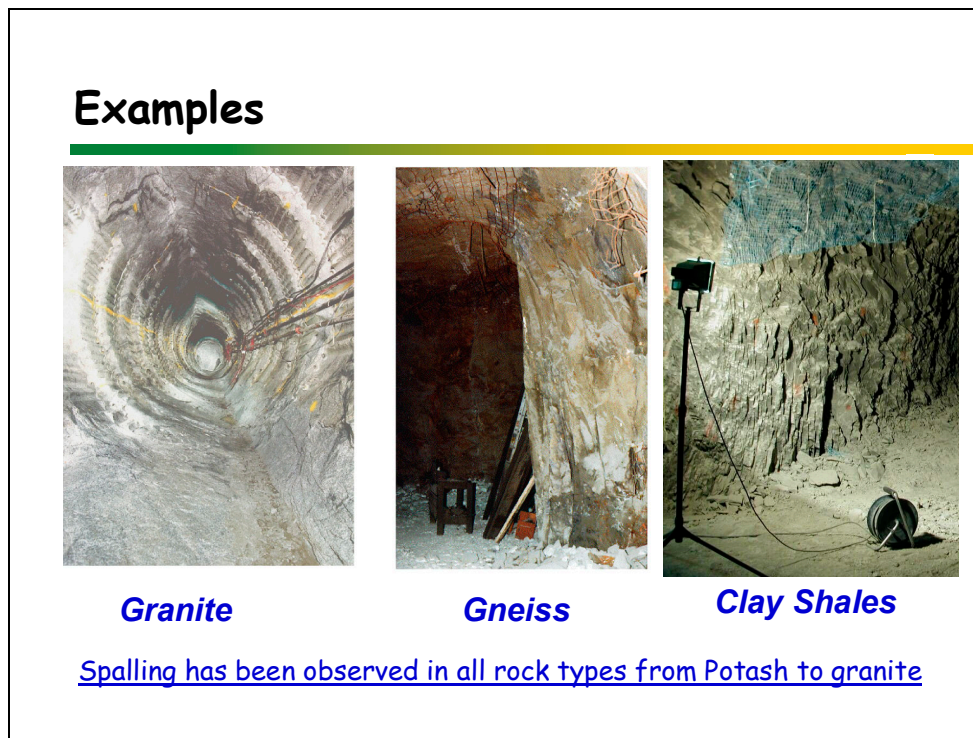 Examples
Granite
Gneiss
Clay Shales
Spalling has been observed in all rock types from Potash to granite